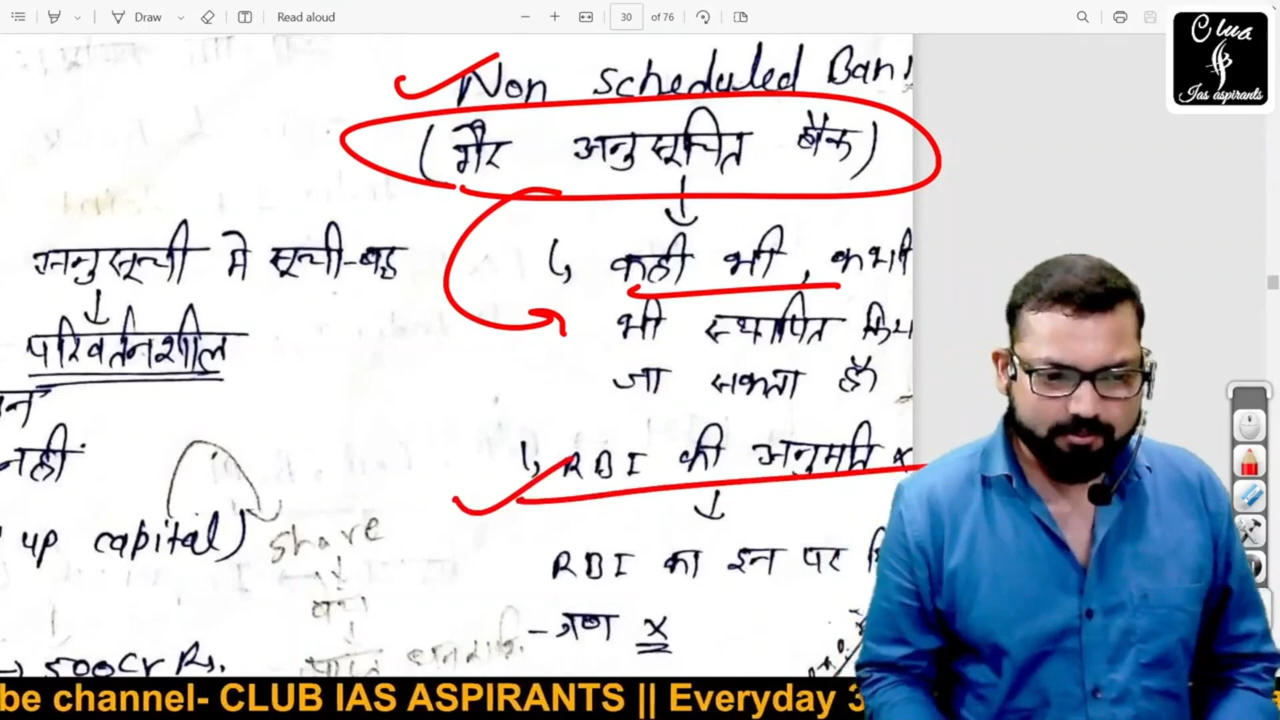 Draw
Read aloud
30 of 76
Clua
Ias aspirants
Non Scheduled Ban
(गैर अनुसूचित बैंक)
अनुसूची मे सूची-बद्ध
परिवर्तनशील
नही
up capital) share
500Cr Rs.
कही भी, कभी
भी स्थापित किय
जा सकता है
RBI की अनुमति x
RBI का इन पर
-ऋण x
be channel- CLUB IAS ASPIRANTS || Everyday 3